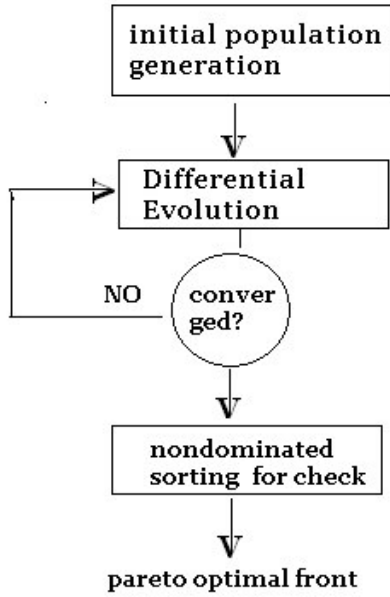 initial population
generation
Differential
Evolution
NO
conver
ged?
nondominated
sorting for check
pareto optimal front